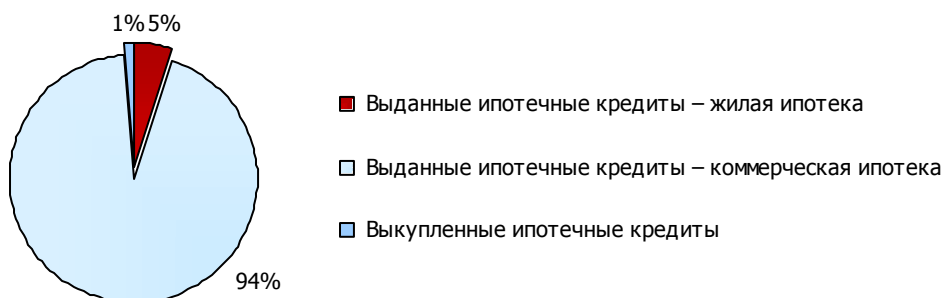 1% 5%
Выданные ипотечные кредиты – жилая ипотека
Выданные ипотечные кредиты – коммерческая ипотека
Выкупленные ипотечные кредиты
94%